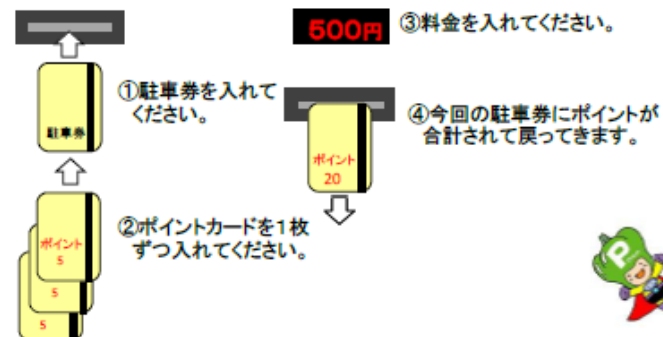 ①駐車券を入れて
ください。
駐車券
②ポイントカードを1枚
ずつ入れてください。
ポイント
5
5
5
500円
③料金を入れてください。
④今回の駐車券にポイントが
合計されて戻ってきます。
ポイント
20
P